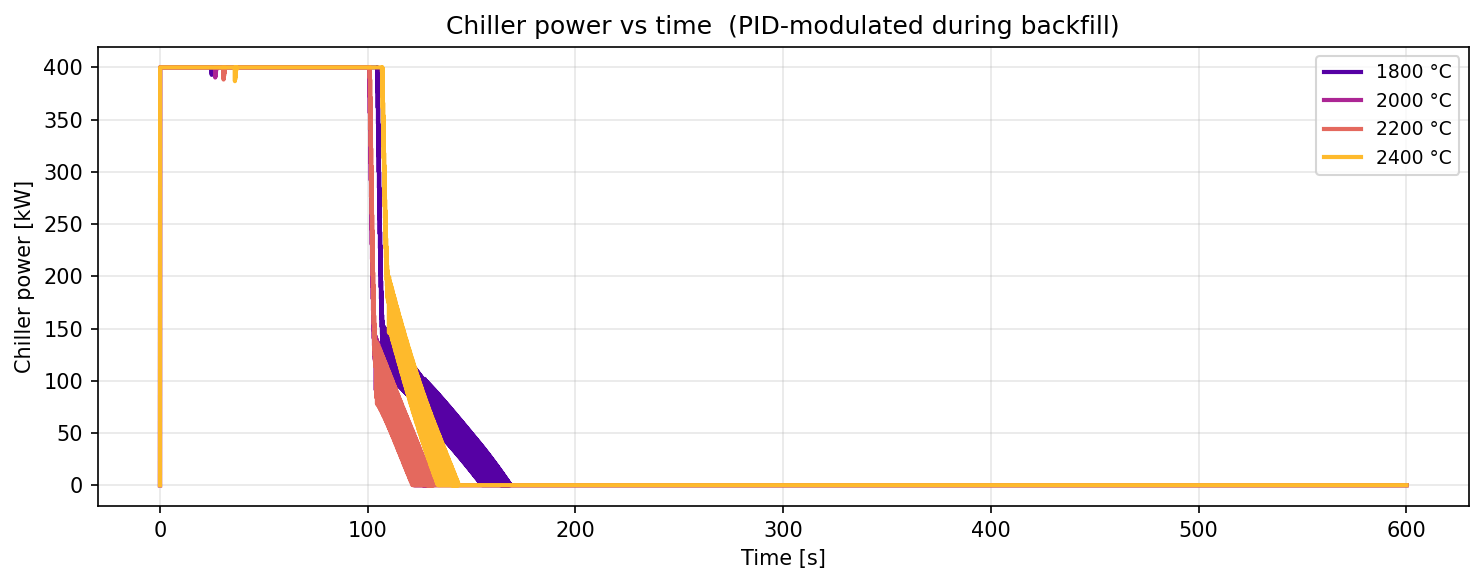 Chiller power vs time  (PID-modulated during backfill)
400
350
300
250
200
150
100
50
0
Chiller power [kW]
1800 °C
2000 °C
2200 °C
2400 °C
0
100
200
300
400
500
600
Time [s]